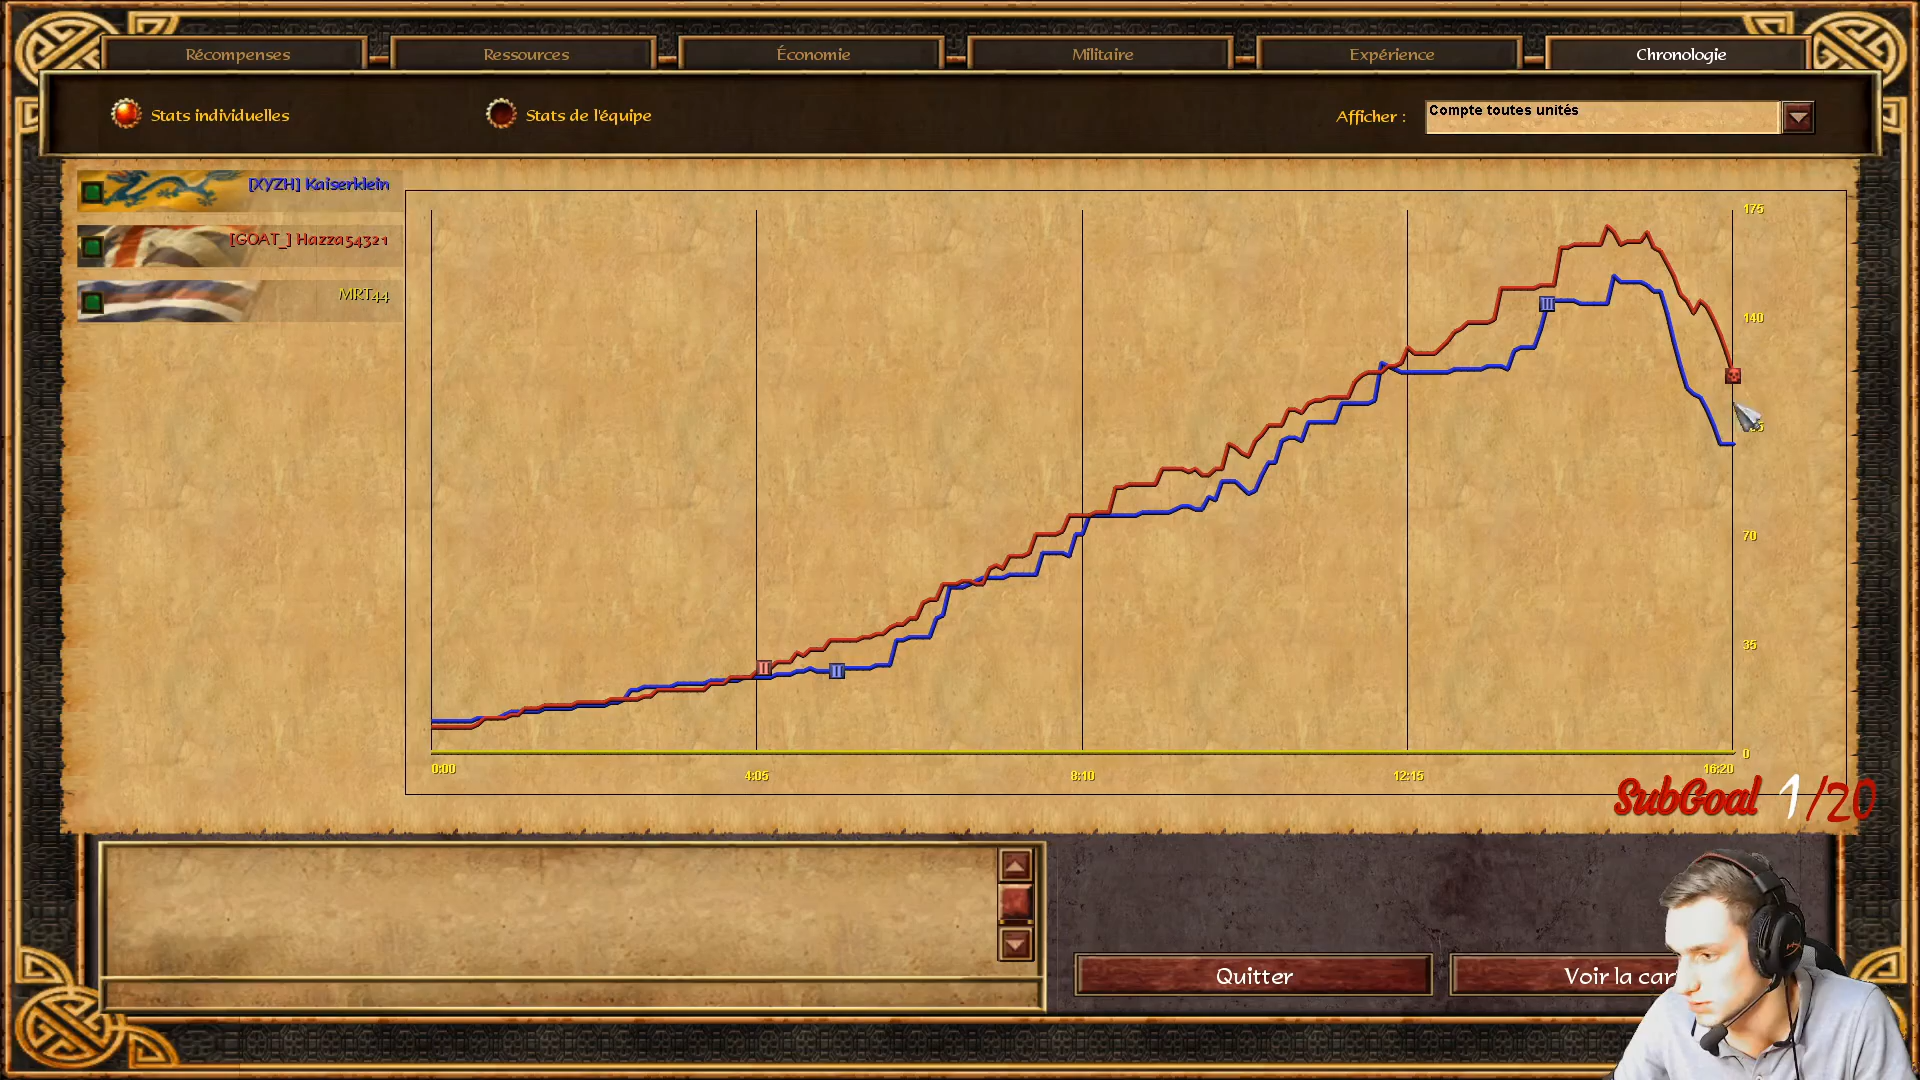 Récompenses
Ressources
Économie
Militaire
Expérience
Chronologie
Stats individuelles
Stats de l'équipe
Afficher :
Compte toutes unités
[XYZH] Kaiserklein
[GOAT_] Hazza54321
MRT44
175
140
70
35
0
0:00
4:05
8:10
12:15
16:20
SubGoal 1/20
Quitter
Voir la car